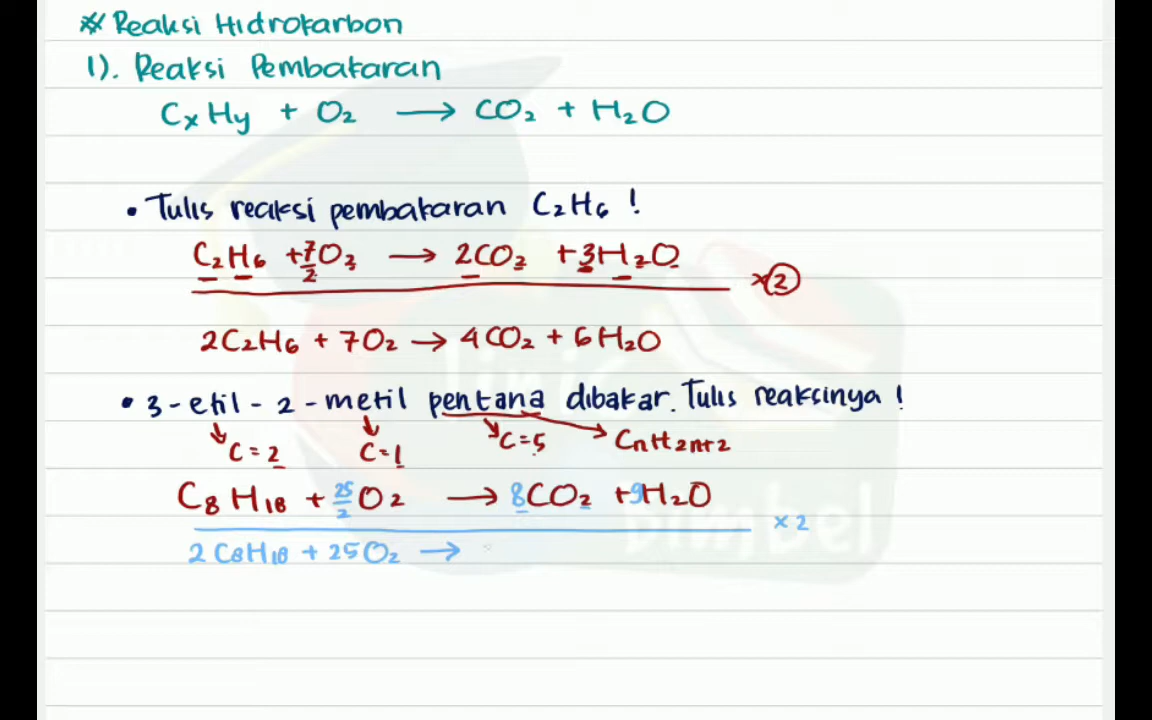 # Reaksi Hidrokarbon
1). Reaksi Pembakaran
CxHy + O₂ → CO₂ + H₂O
• Tulis reaksi pembakaran C₂H₆ !
C₂H₆ + 7/2 O₂ → 2CO₂ + 3H₂O ×②
2C₂H₆ + 7O₂ → 4CO₂ + 6H₂O
• 3-etil-2-metil pentana dibakar. Tulis reaksinya !
C=2 C=1 C=5 CnH2n+2
C₈H₁₈ + 25/2 O₂ → 8CO₂ + 9H₂O ×2
2C₈H₁₈ + 25O₂ →
Bimbel